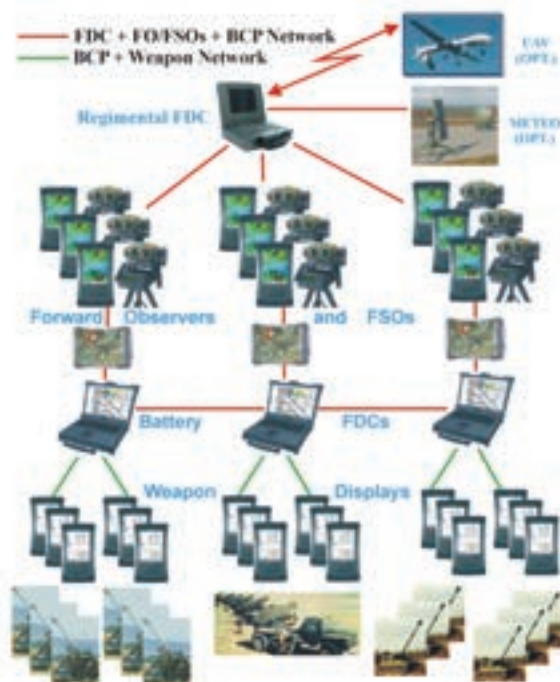 FDC + FO/FSOs + BCP Network
BCP + Weapon Network
UAV
(OPT.)
Regimental FDC
METEO
(OPT.)
Forward Observers and FSOs
Battery FDCs
Weapon Displays